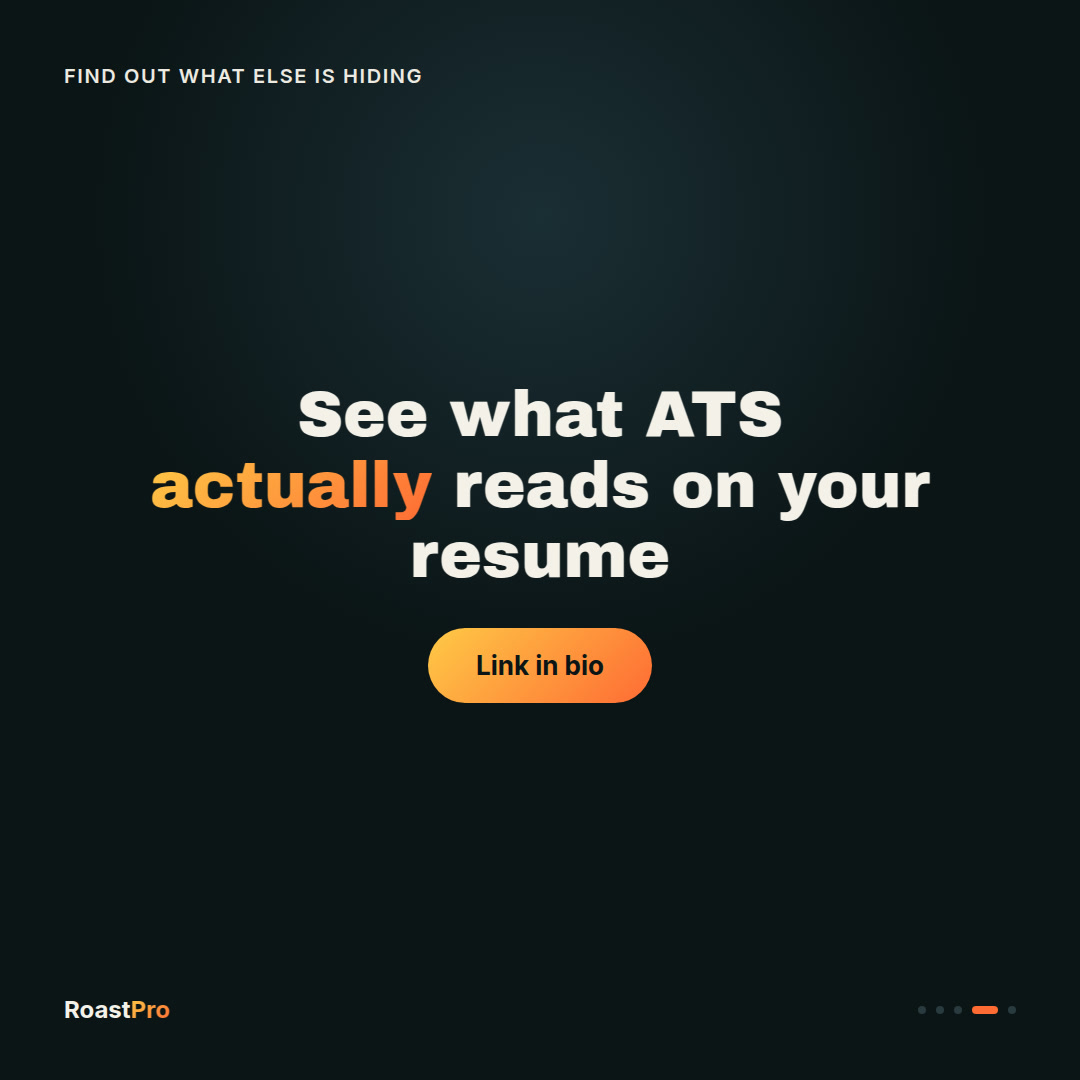 FIND OUT WHAT ELSE IS HIDING
See what ATS
actually reads on your
resume
Link in bio
RoastPro